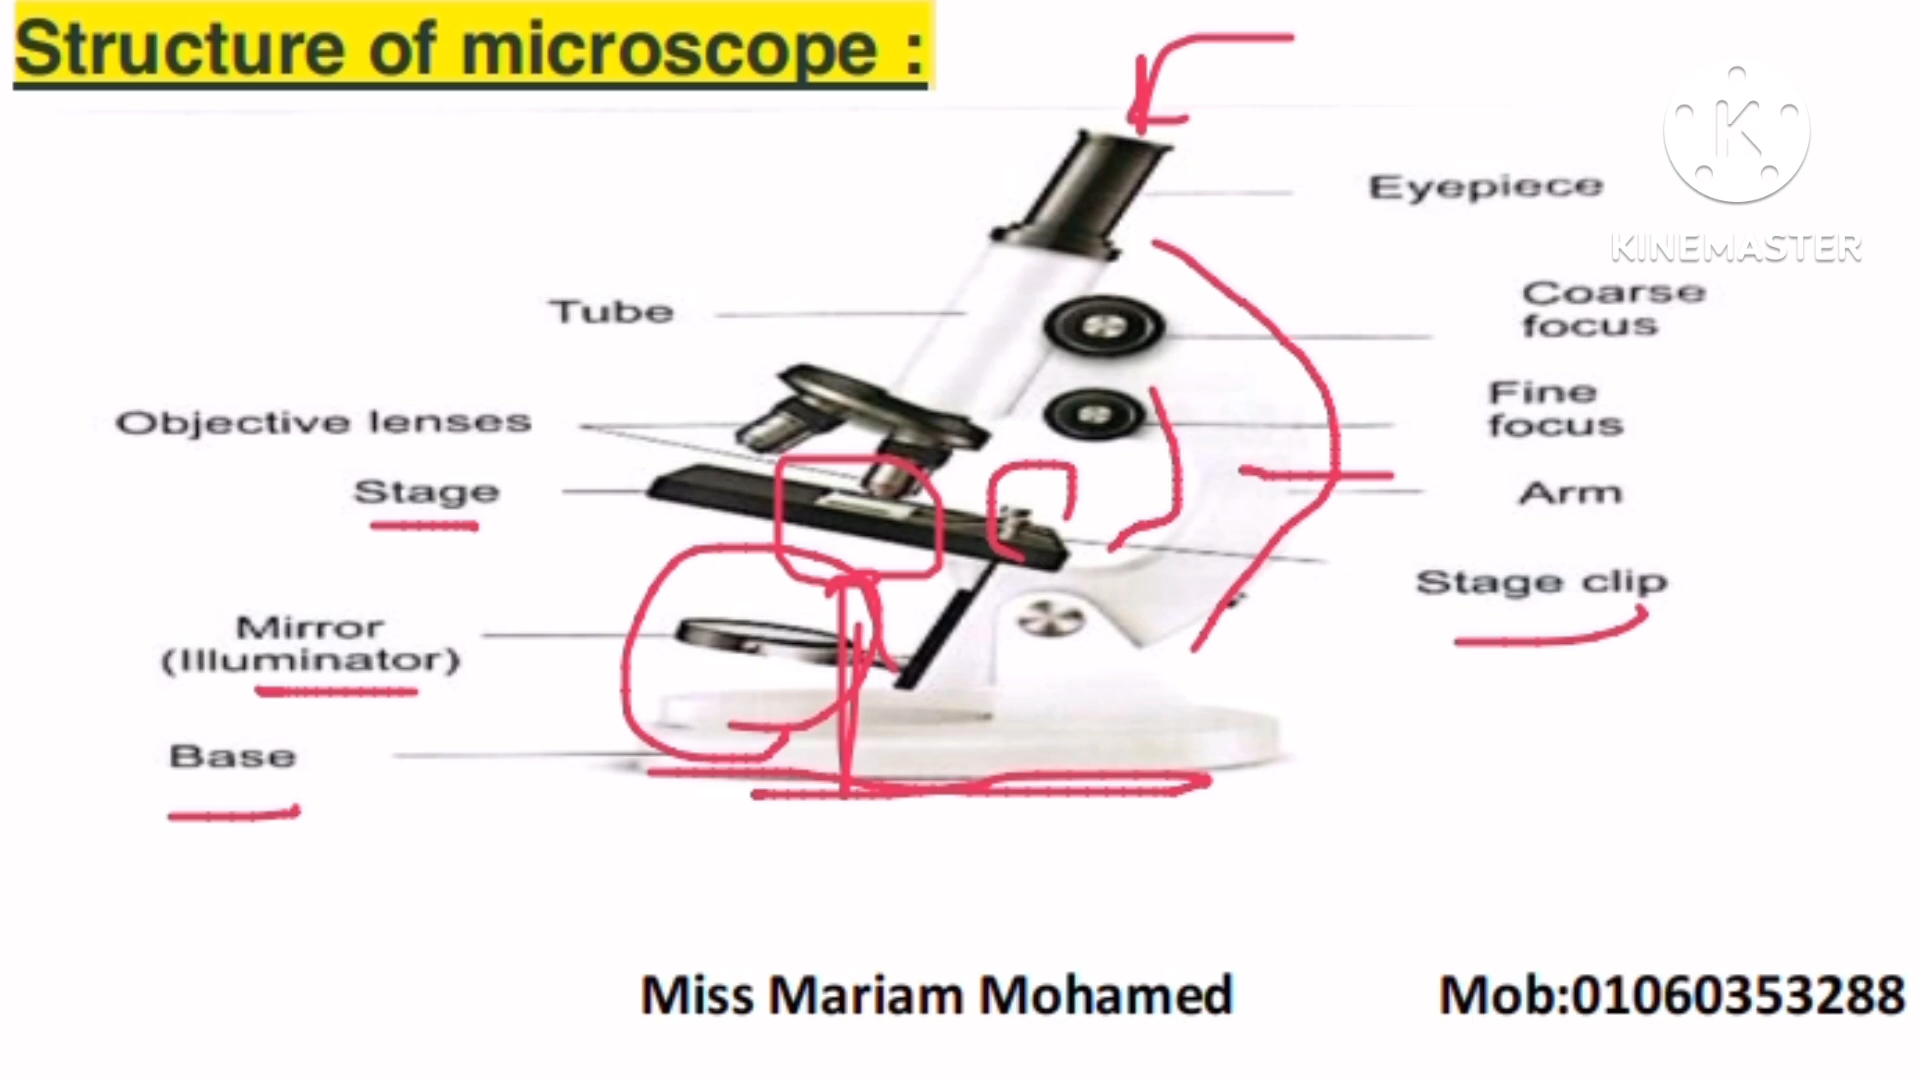 Structure of microscope :
Eyepiece
KINEMASTER
Coarse
focus
Tube
Fine
focus
Objective lenses
Stage
Arm
Stage clip
Mirror
(Illuminator)
Base
Miss Mariam Mohamed
Mob:01060353288